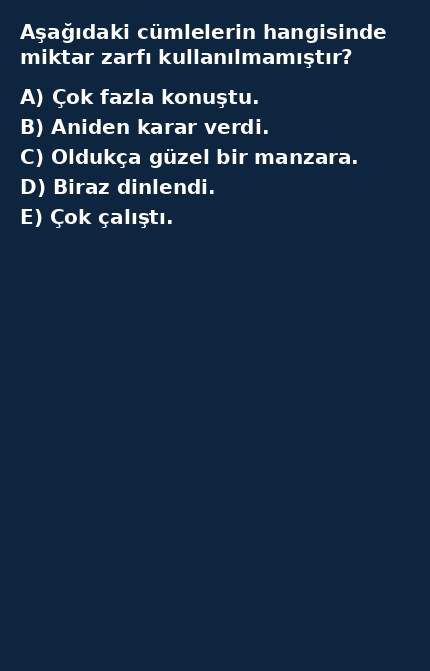 Aşağıdaki cümlelerin hangisinde
miktar zarfı kullanılmamıştır?
A) Çok fazla konuştu.
B) Aniden karar verdi.
C) Oldukça güzel bir manzara.
D) Biraz dinlendi.
E) Çok çalıştı.